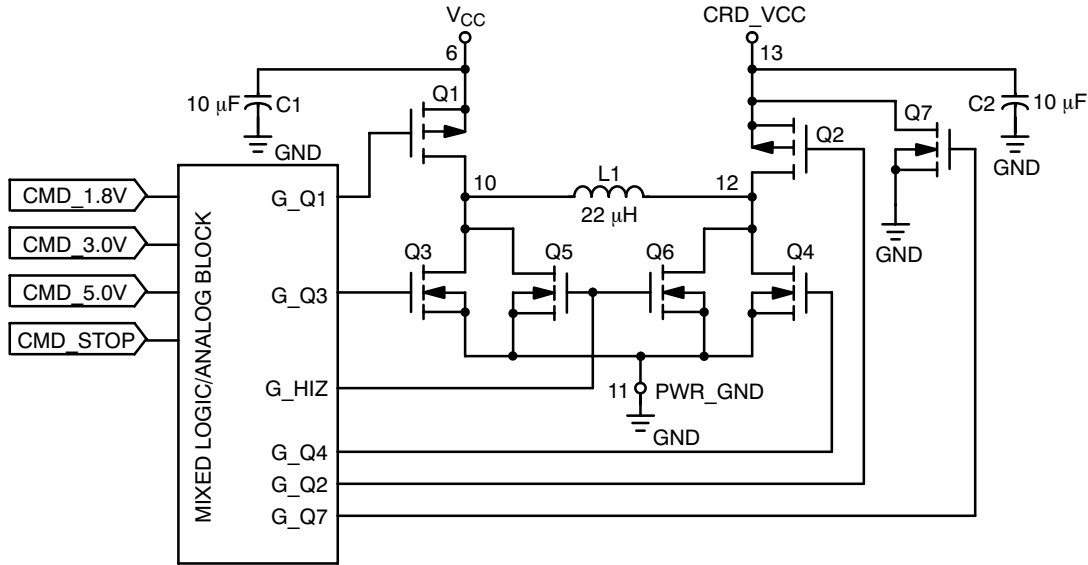 VCC
CRD_VCC
6
13
10 μF
C1
Q1
Q7
C2
10 μF
Q2
GND
GND
L1
10
12
22 μH
CMD_1.8V
G_Q1
CMD_3.0V
GND
Q3
Q5
Q6
Q4
CMD_5.0V
G_Q3
CMD_STOP
MIXED LOGIC/ANALOG BLOCK
G_HIZ
11
PWR_GND
GND
G_Q4
G_Q2
G_Q7